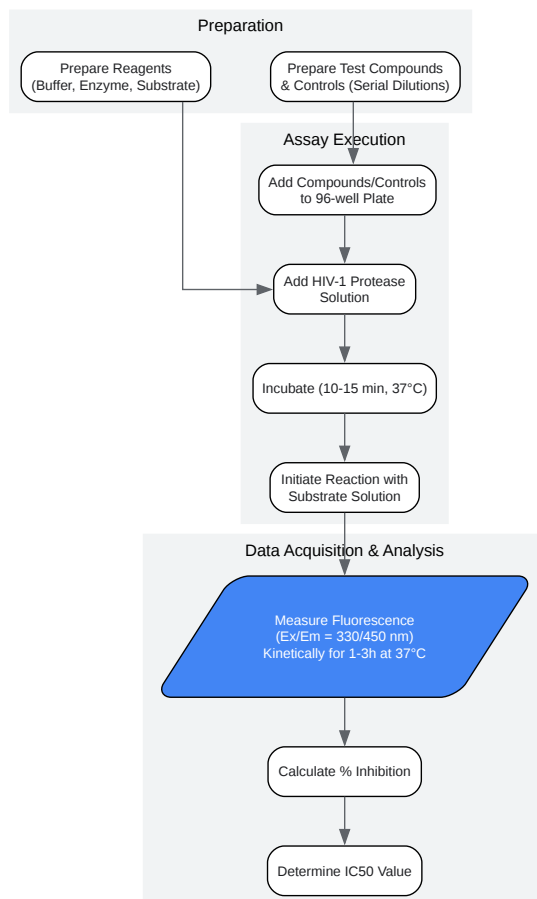 Preparation
Prepare Reagents
(Buffer, Enzyme, Substrate)
Prepare Test Compounds
& Controls (Serial Dilutions)
Assay Execution
Add Compounds/Controls
to 96-well Plate
Add HIV-1 Protease
Solution
Incubate (10-15 min, 37°C)
Initiate Reaction with
Substrate Solution
Data Acquisition & Analysis
Measure Fluorescence
(Ex/Em = 330/450 nm)
Kinetically for 1-3h at 37°C
Calculate % Inhibition
Determine IC50 Value